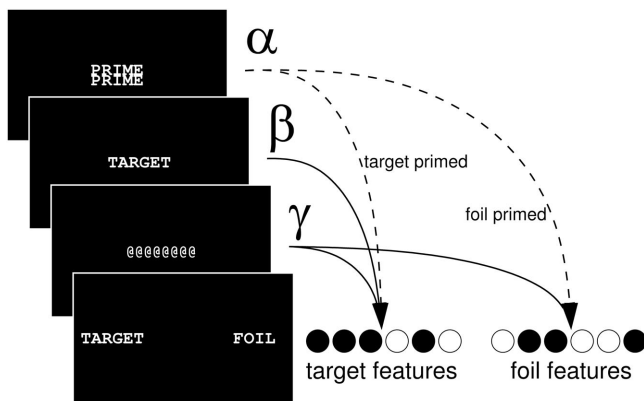 PRIME
PRIME
α
TARGET
β
target primed
foil primed
@@@@@@@@
γ
TARGET FOIL
target features foil features